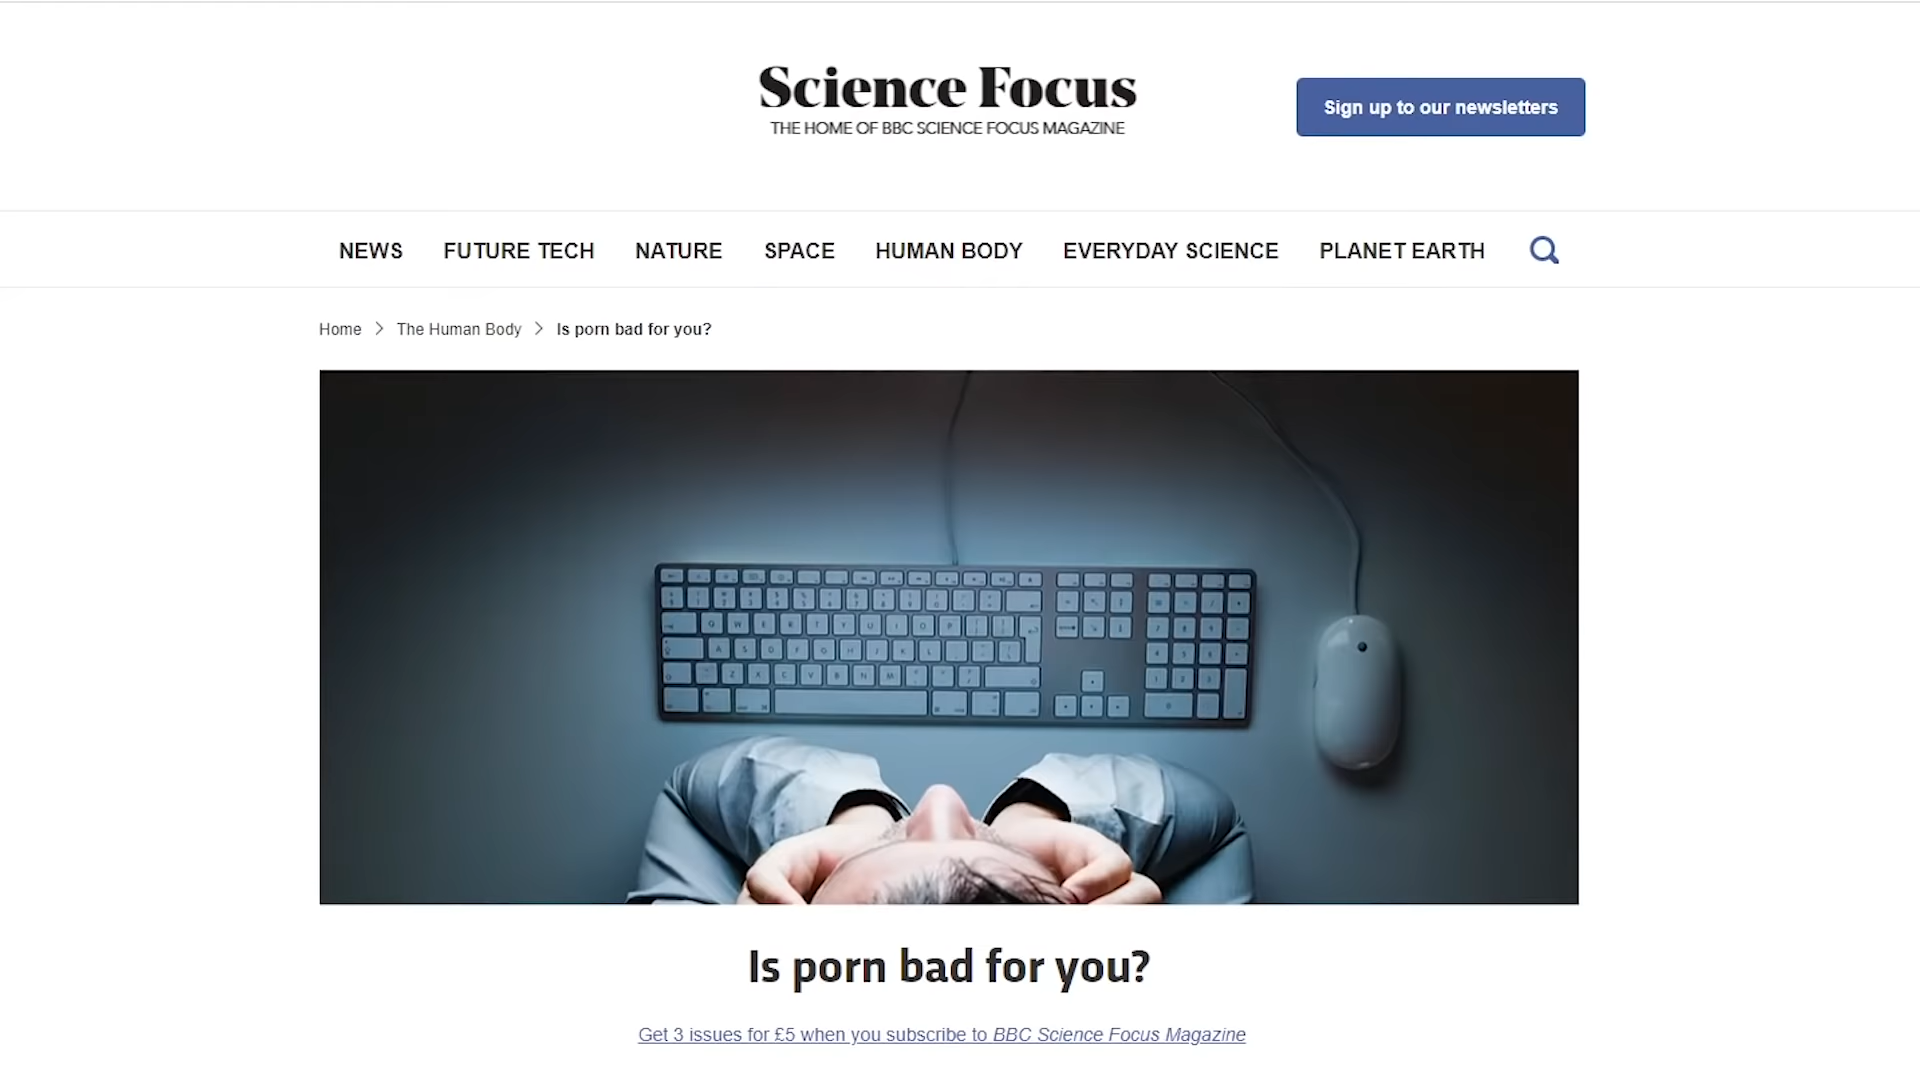 Science Focus
THE HOME OF BBC SCIENCE FOCUS MAGAZINE
Sign up to our newsletters
NEWS FUTURE TECH NATURE SPACE HUMAN BODY EVERYDAY SCIENCE PLANET EARTH
Home > The Human Body > Is porn bad for you?
Is porn bad for you?
Get 3 issues for £5 when you subscribe to BBC Science Focus Magazine